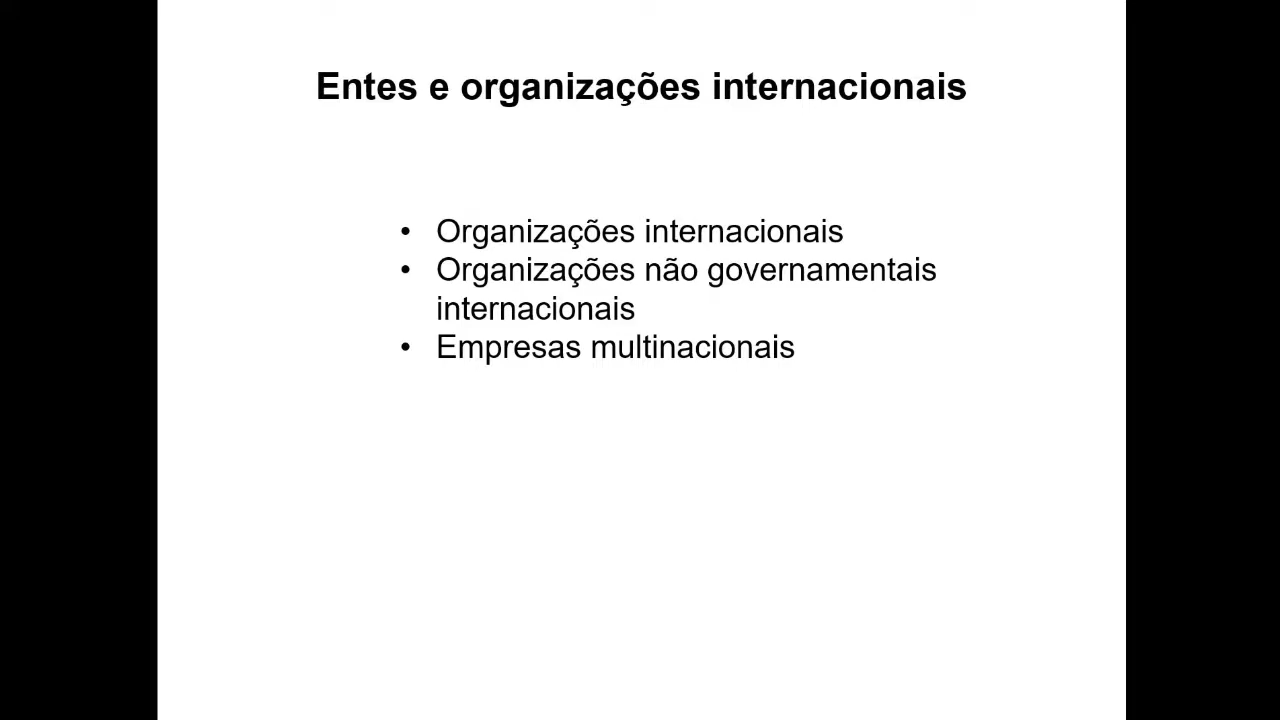 Entes e organizações internacionais
• Organizações internacionais
• Organizações não governamentais
internacionais
• Empresas multinacionais